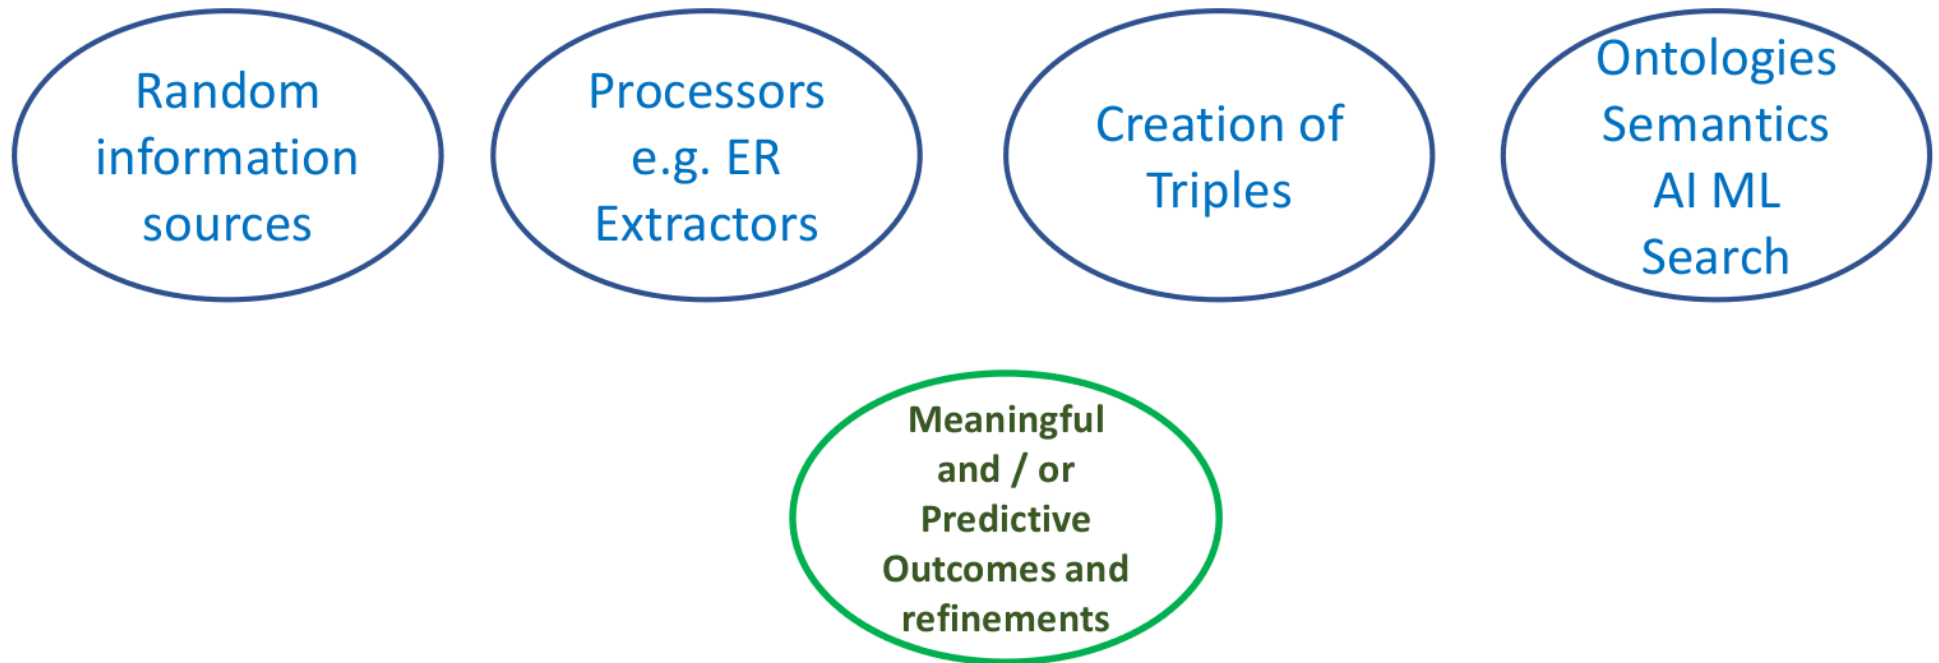 Random
information
sources
Processors
e.g. ER
Extractors
Creation of
Triples
Ontologies
Semantics
AI ML
Search
Meaningful
and / or
Predictive
Outcomes and
refinements